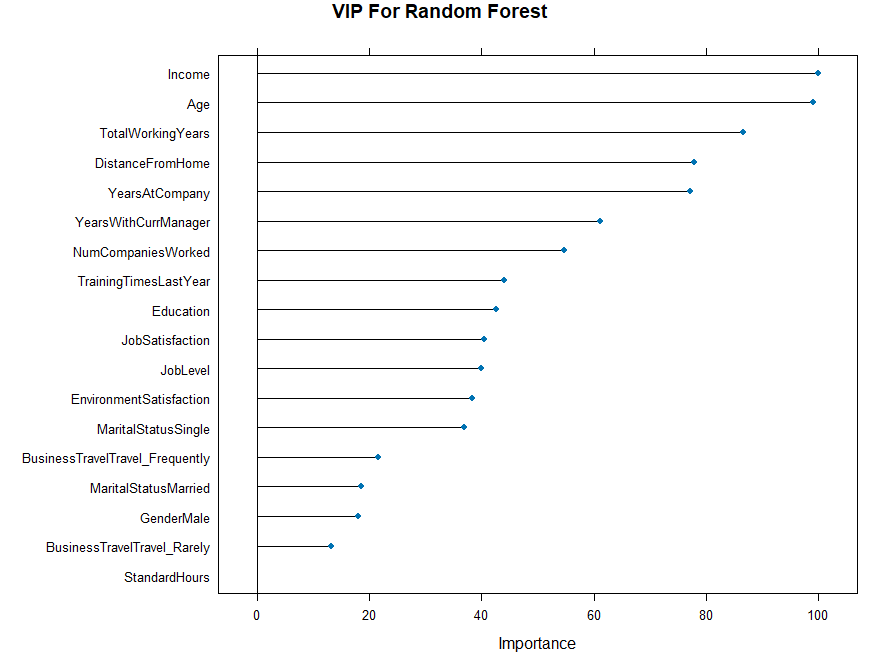 VIP For Random Forest
Income
Age
TotalWorkingYears
DistanceFromHome
YearsAtCompany
YearsWithCurrManager
NumCompaniesWorked
TrainingTimesLastYear
Education
JobSatisfaction
JobLevel
EnvironmentSatisfaction
MaritalStatusSingle
BusinessTravelTravel_Frequently
MaritalStatusMarried
GenderMale
BusinessTravelTravel_Rarely
StandardHours
0 20 40 60 80 100
Importance